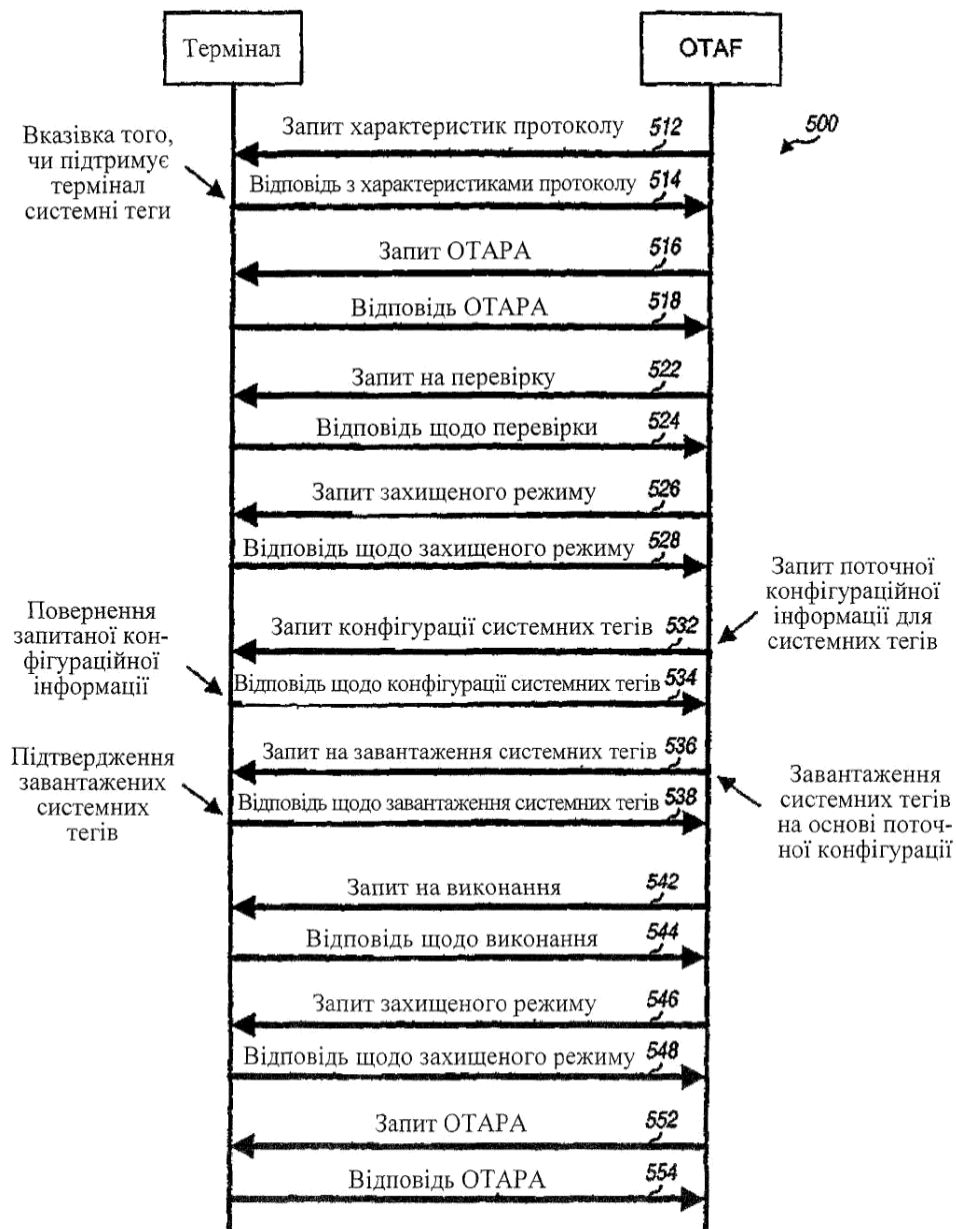 Термінал
OTAF
500
Запит характеристик протоколу 512
Вказівка того,
чи підтримує
термінал
системні теги
Відповідь з характеристиками протоколу 514
Запит ОТАРА 516
Відповідь ОТАРА 518
Запит на перевірку 522
Відповідь щодо перевірки 524
Запит захищеного режиму 526
Відповідь щодо захищеного режиму 528
Запит поточної
конфігураційної
інформації для
системних тегів
Запит конфігурації системних тегів 532
Повернення
запитаної кон-
фігураційної
інформації
Відповідь щодо конфігурації системних тегів 534
Запит на завантаження системних тегів 536
Підтвердження
завантажених
системних
тегів
Відповідь щодо завантаження системних тегів 538
Завантаження
системних тегів
на основі поточ-
ної конфігурації
Запит на виконання 542
Відповідь щодо виконання 544
Запит захищеного режиму 546
Відповідь щодо захищеного режиму 548
Запит ОТАРА 552
Відповідь ОТАРА 554